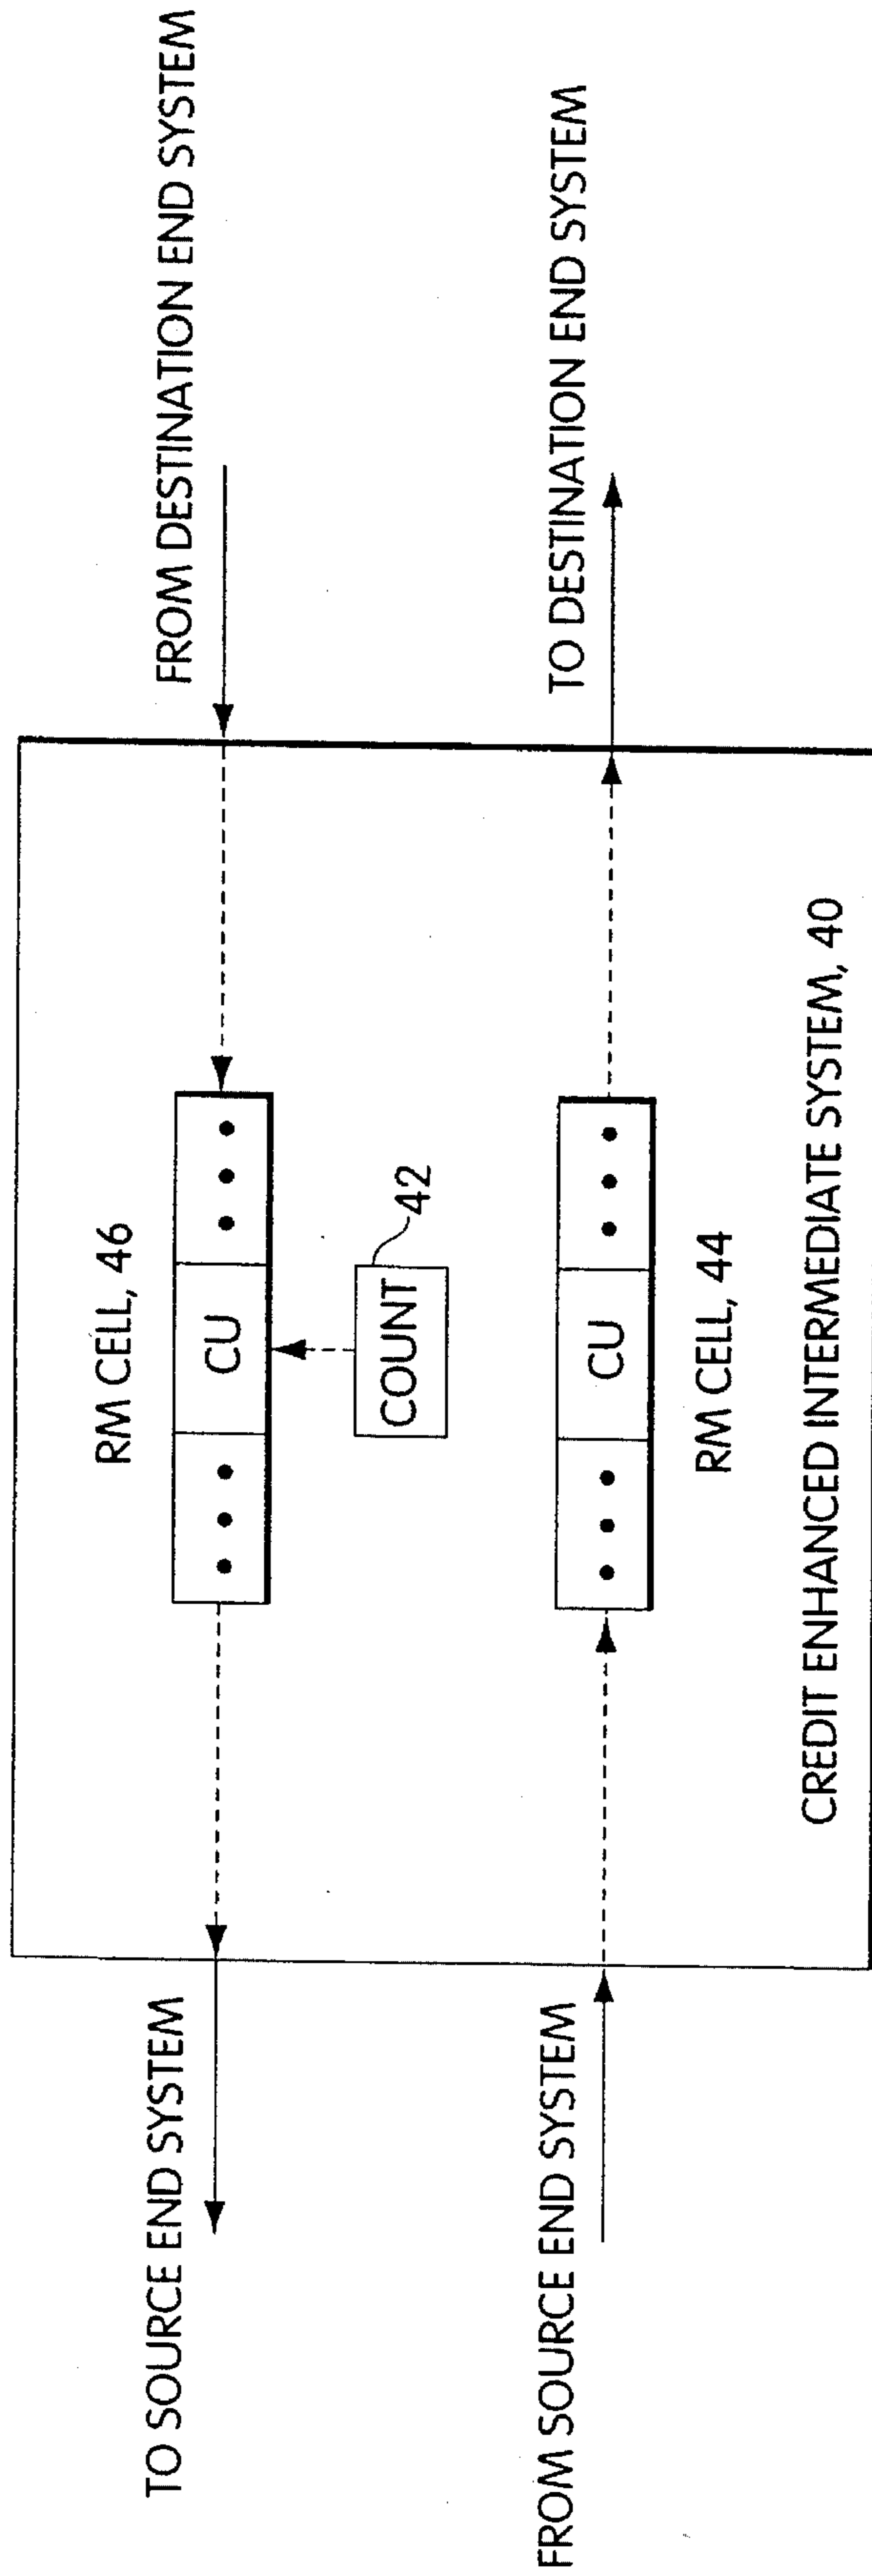 TO SOURCE END SYSTEM
FROM DESTINATION END SYSTEM
RM CELL, 46
CU
COUNT
42
FROM SOURCE END SYSTEM
TO DESTINATION END SYSTEM
CU
RM CELL, 44
CREDIT ENHANCED INTERMEDIATE SYSTEM, 40